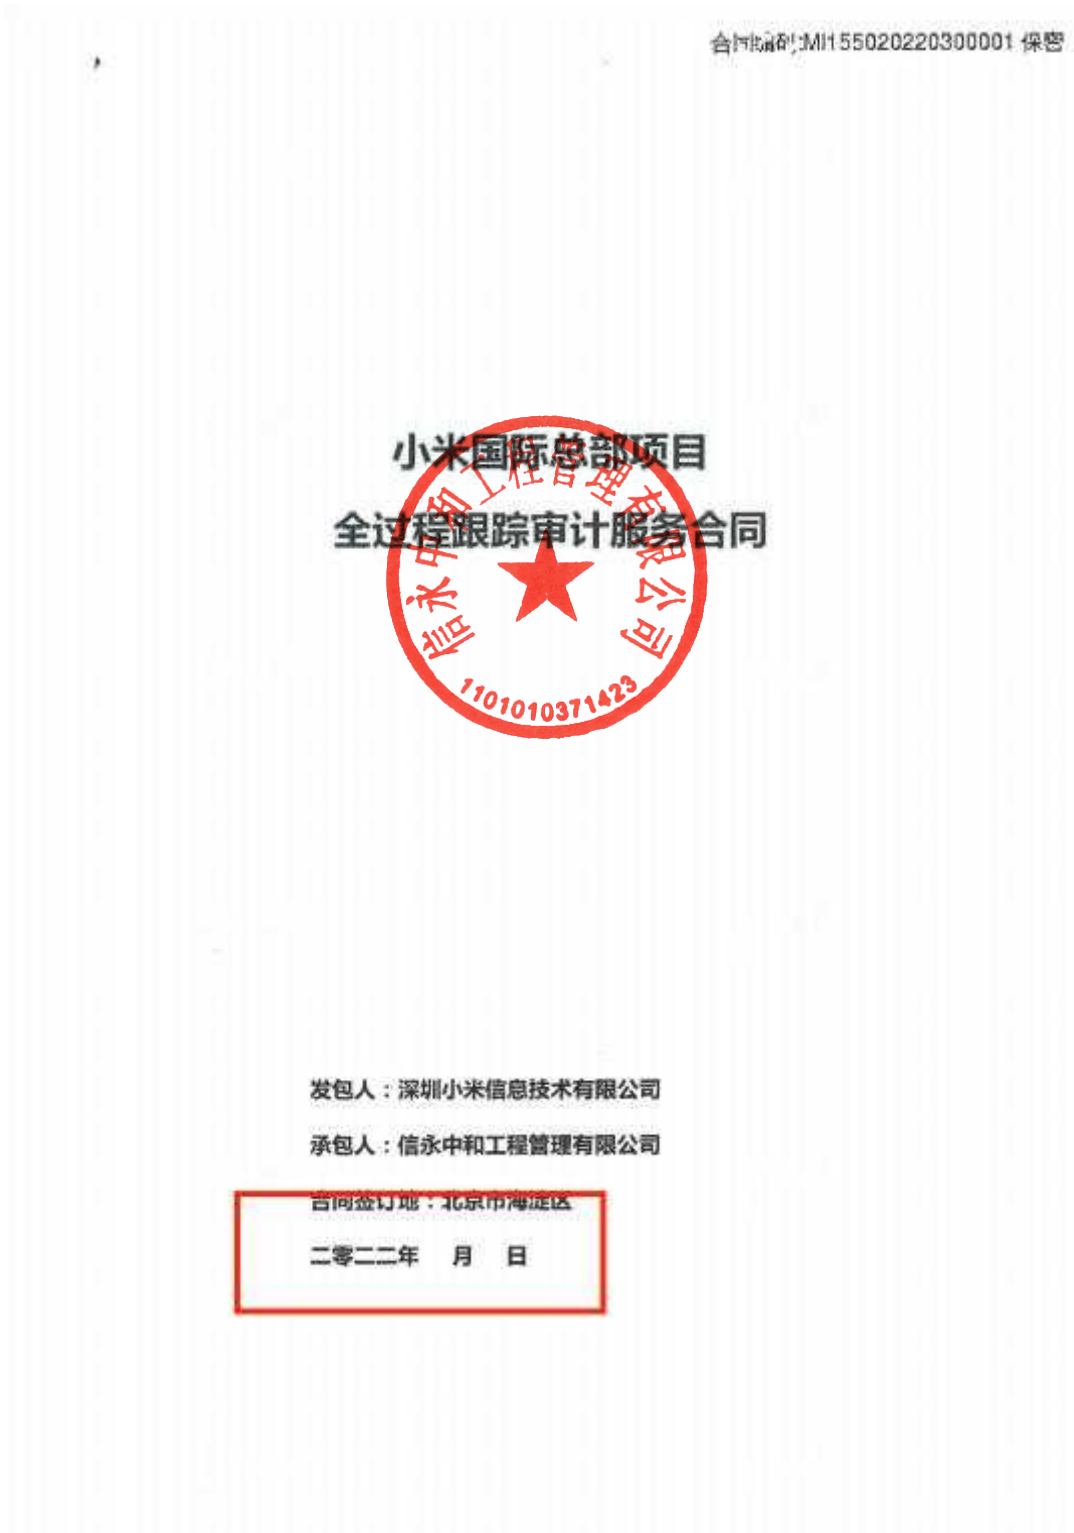 合同编码:MI155020220300001 保密
小米国际总部项目
全过程跟踪审计服务合同
信永中和工程管理有限公司
1101010371423
发包人：深圳小米信息技术有限公司
承包人：信永中和工程管理有限公司
合同签订地：北京市海淀区
二零二二年 月 日